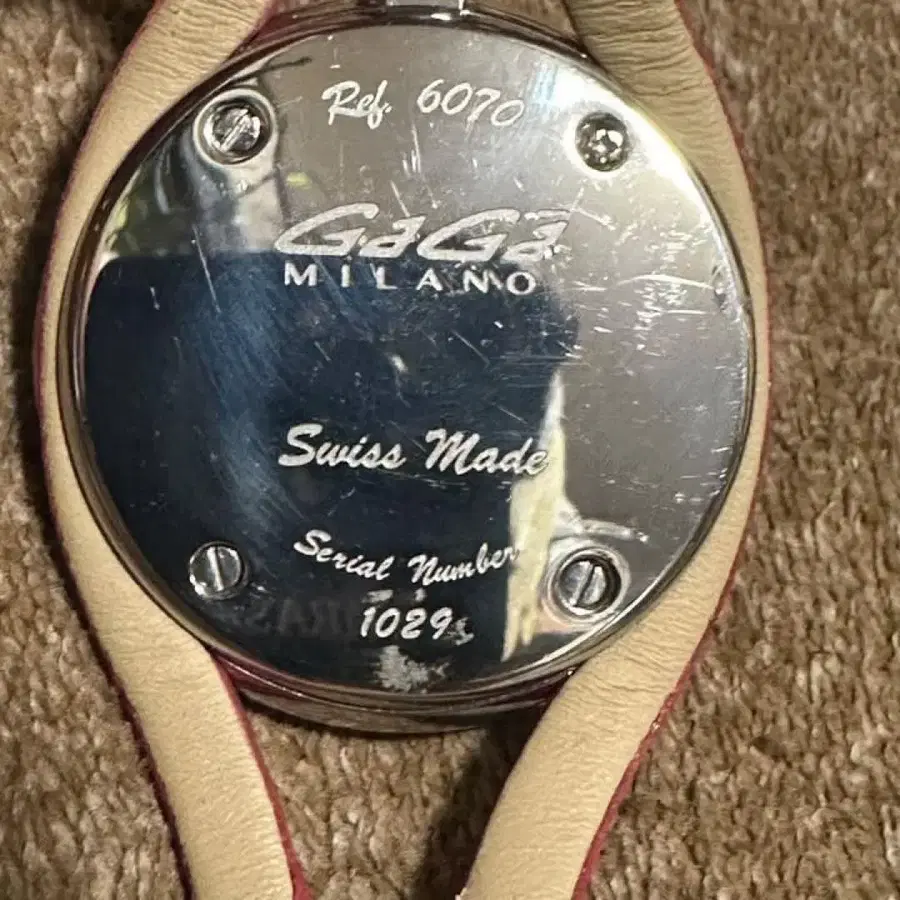 Ref. 6070
GaGà
MILANO
Swiss Made
Serial Number
1029